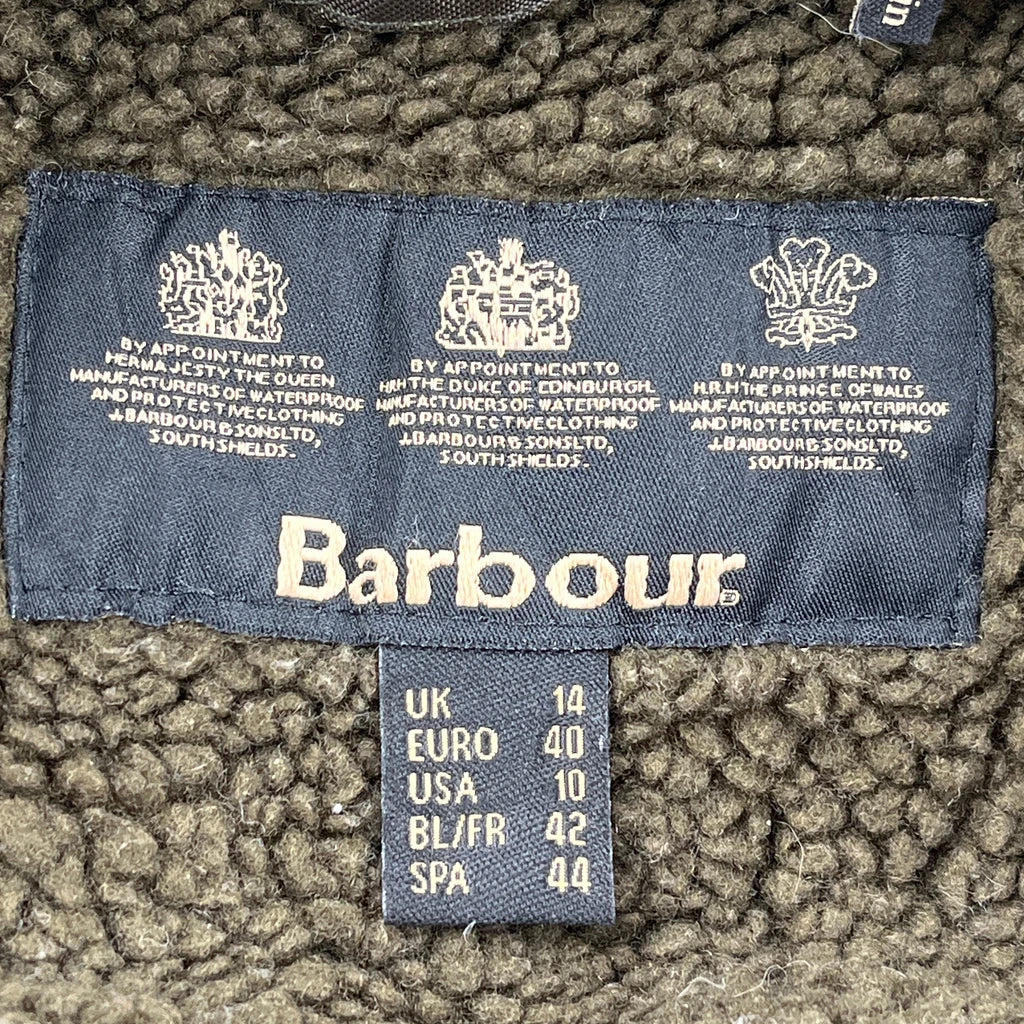 in
BY APPOINTMENT TO
HER MAJESTY THE QUEEN
MANUFACTURERS OF WATERPROOF
AND PROTECTIVE CLOTHING
J.BARBOUR & SONS LTD,
SOUTH SHIELDS.
BY APPOINTMENT TO
H.R.H THE DUKE OF EDINBURGH.
MANUFACTURERS OF WATERPROOF
AND PROTECTIVE CLOTHING
J.BARBOUR & SONS LTD,
SOUTH SHIELDS.
BY APPOINTMENT TO
H.R.H THE PRINCE OF WALES
MANUFACTURERS OF WATERPROOF
AND PROTECTIVE CLOTHING
J.BARBOUR & SONS LTD,
SOUTH SHIELDS.
Barbour
UK 14
EURO 40
USA 10
BL/FR 42
SPA 44